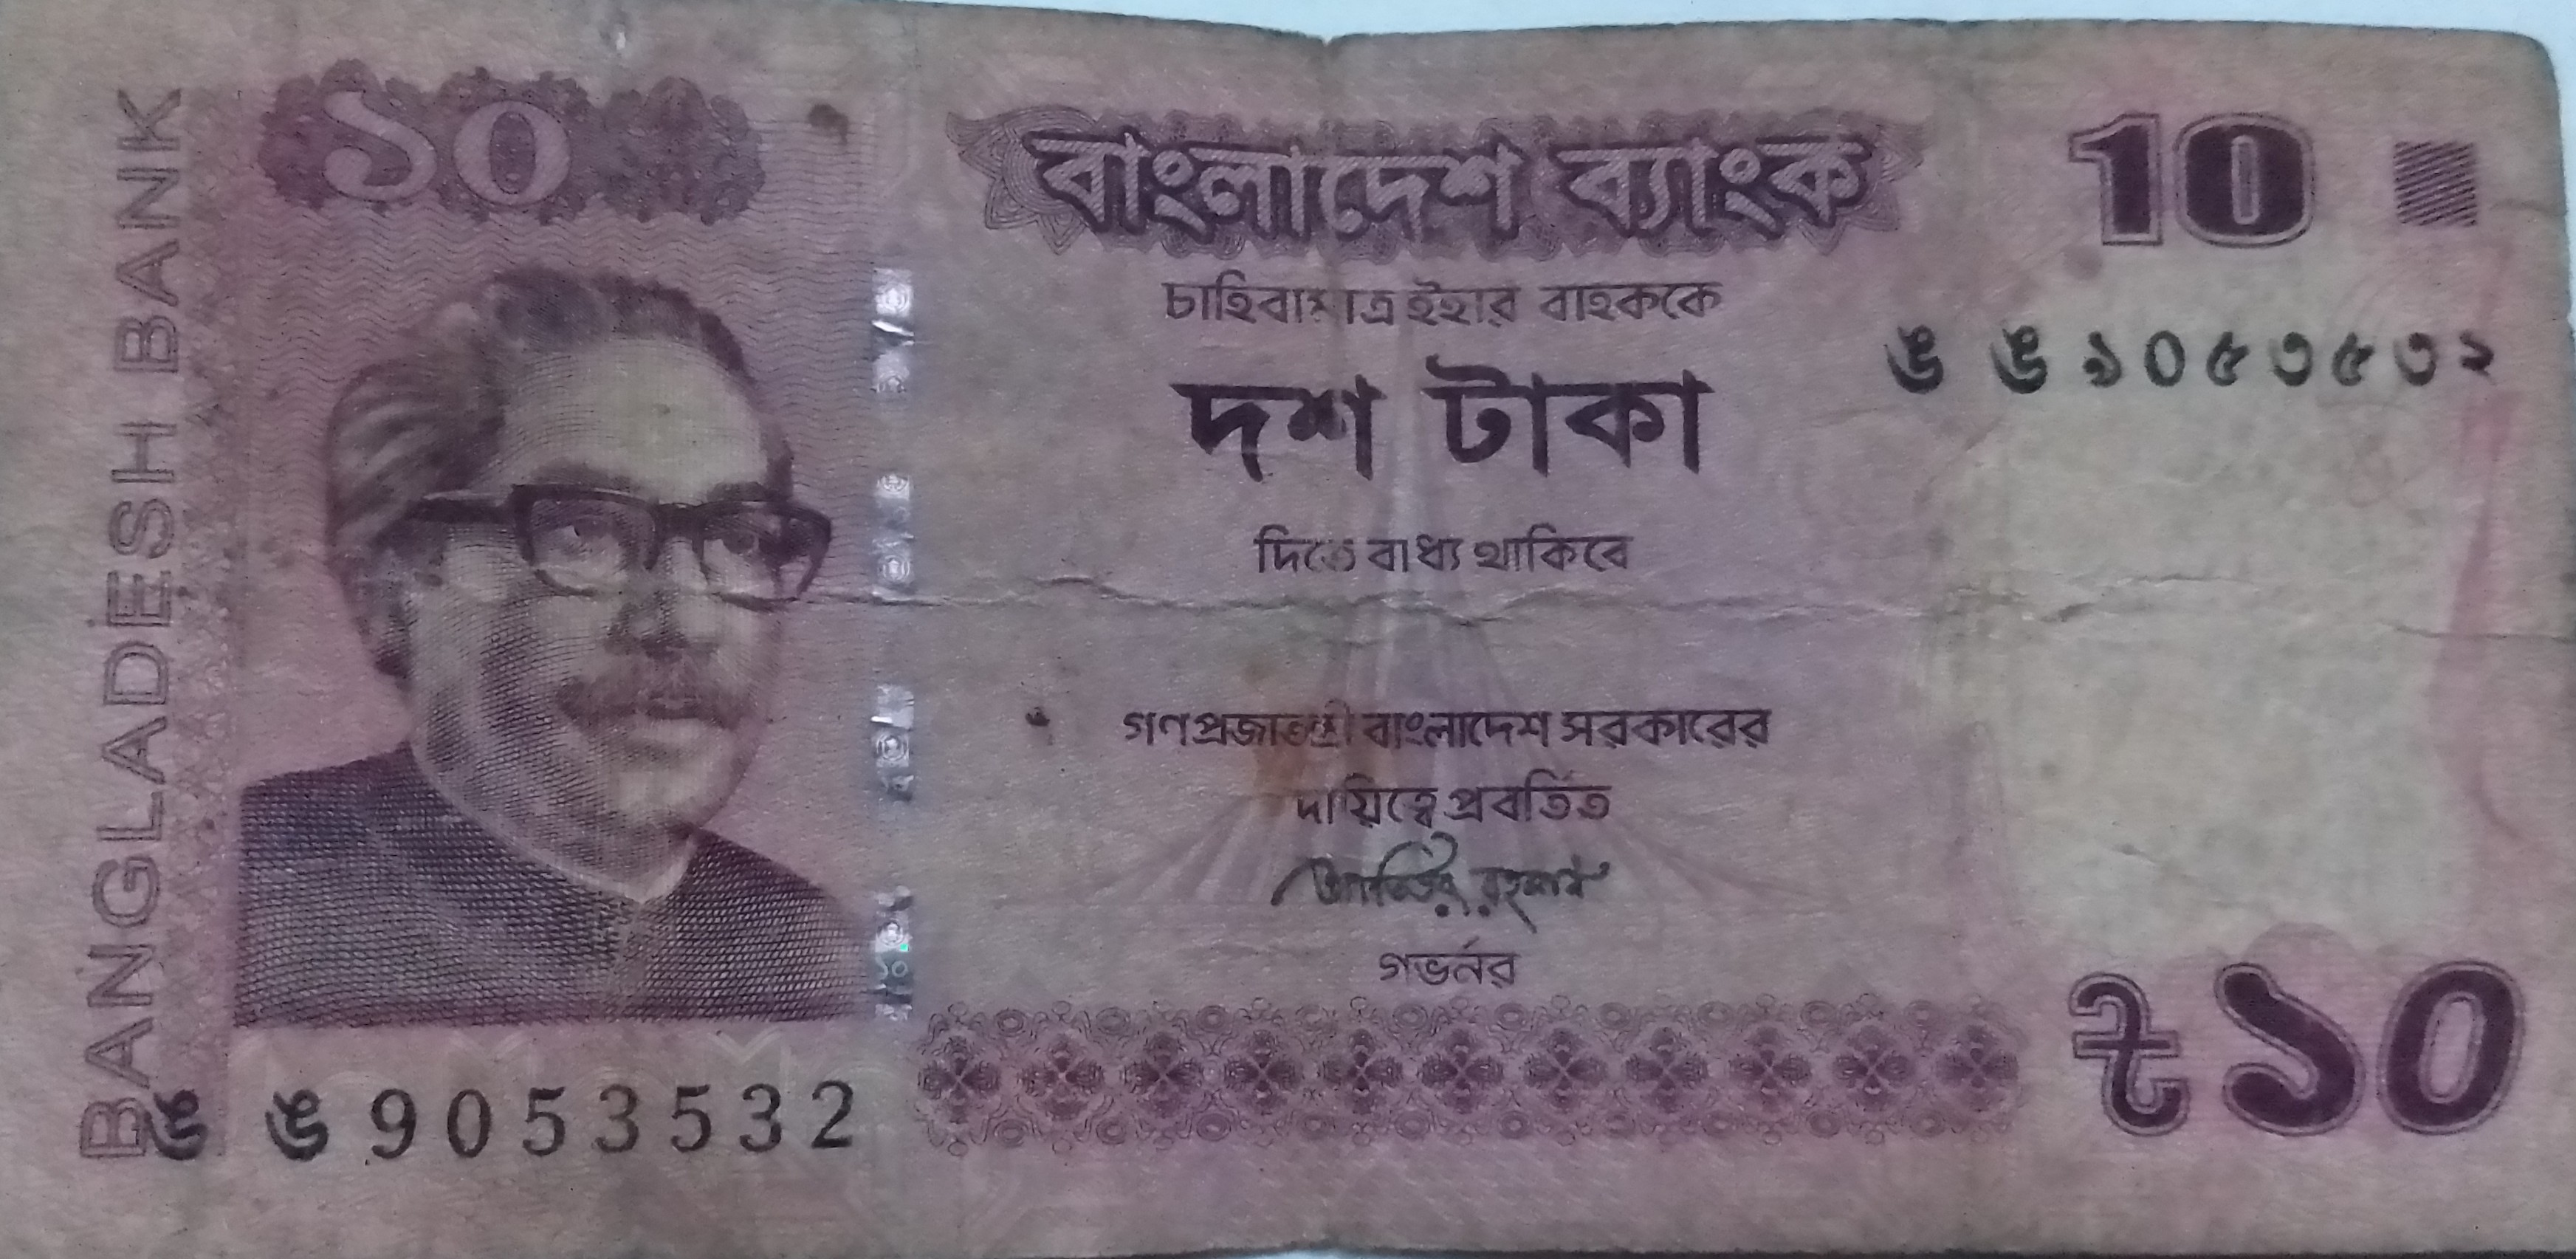 BANGLADESH BANK
১০
বাংলাদেশ ব্যাংক
10
চাহিবামাত্র ইহার বাহককে
ঙ ঙ ৯০৫৩৫৩২
দশ টাকা
দিতে বাধ্য থাকিবে
গণপ্রজাতন্ত্রী বাংলাদেশ সরকারের
দায়িত্বে প্রবর্তিত
আতিউর রহমান
গভর্নর
ঙ ঙ 9053532
৳১০